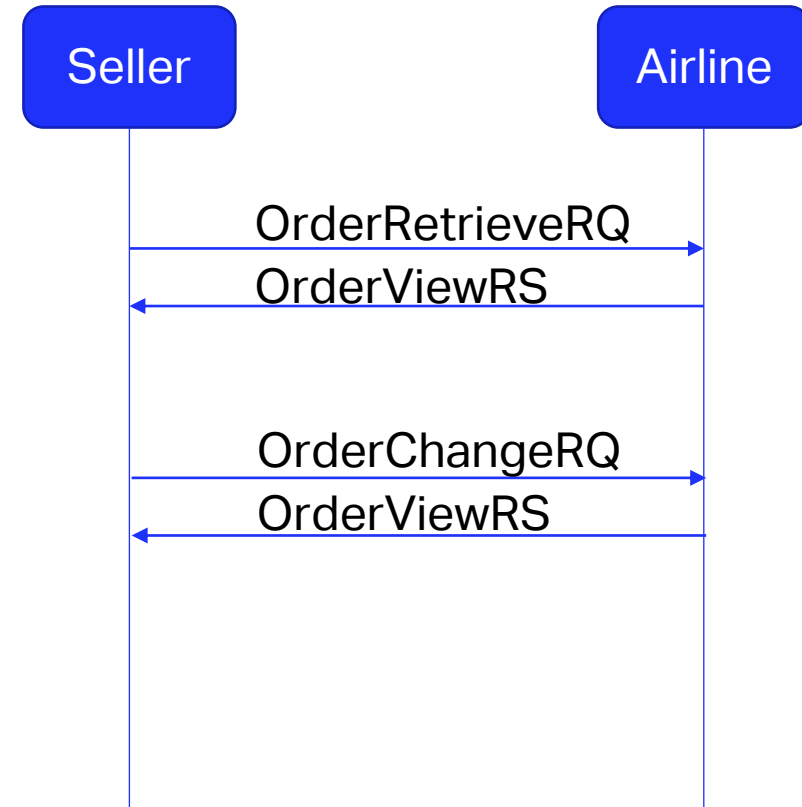 Seller
Airline
OrderRetrieveRQ
OrderViewRS
OrderChangeRQ
OrderViewRS